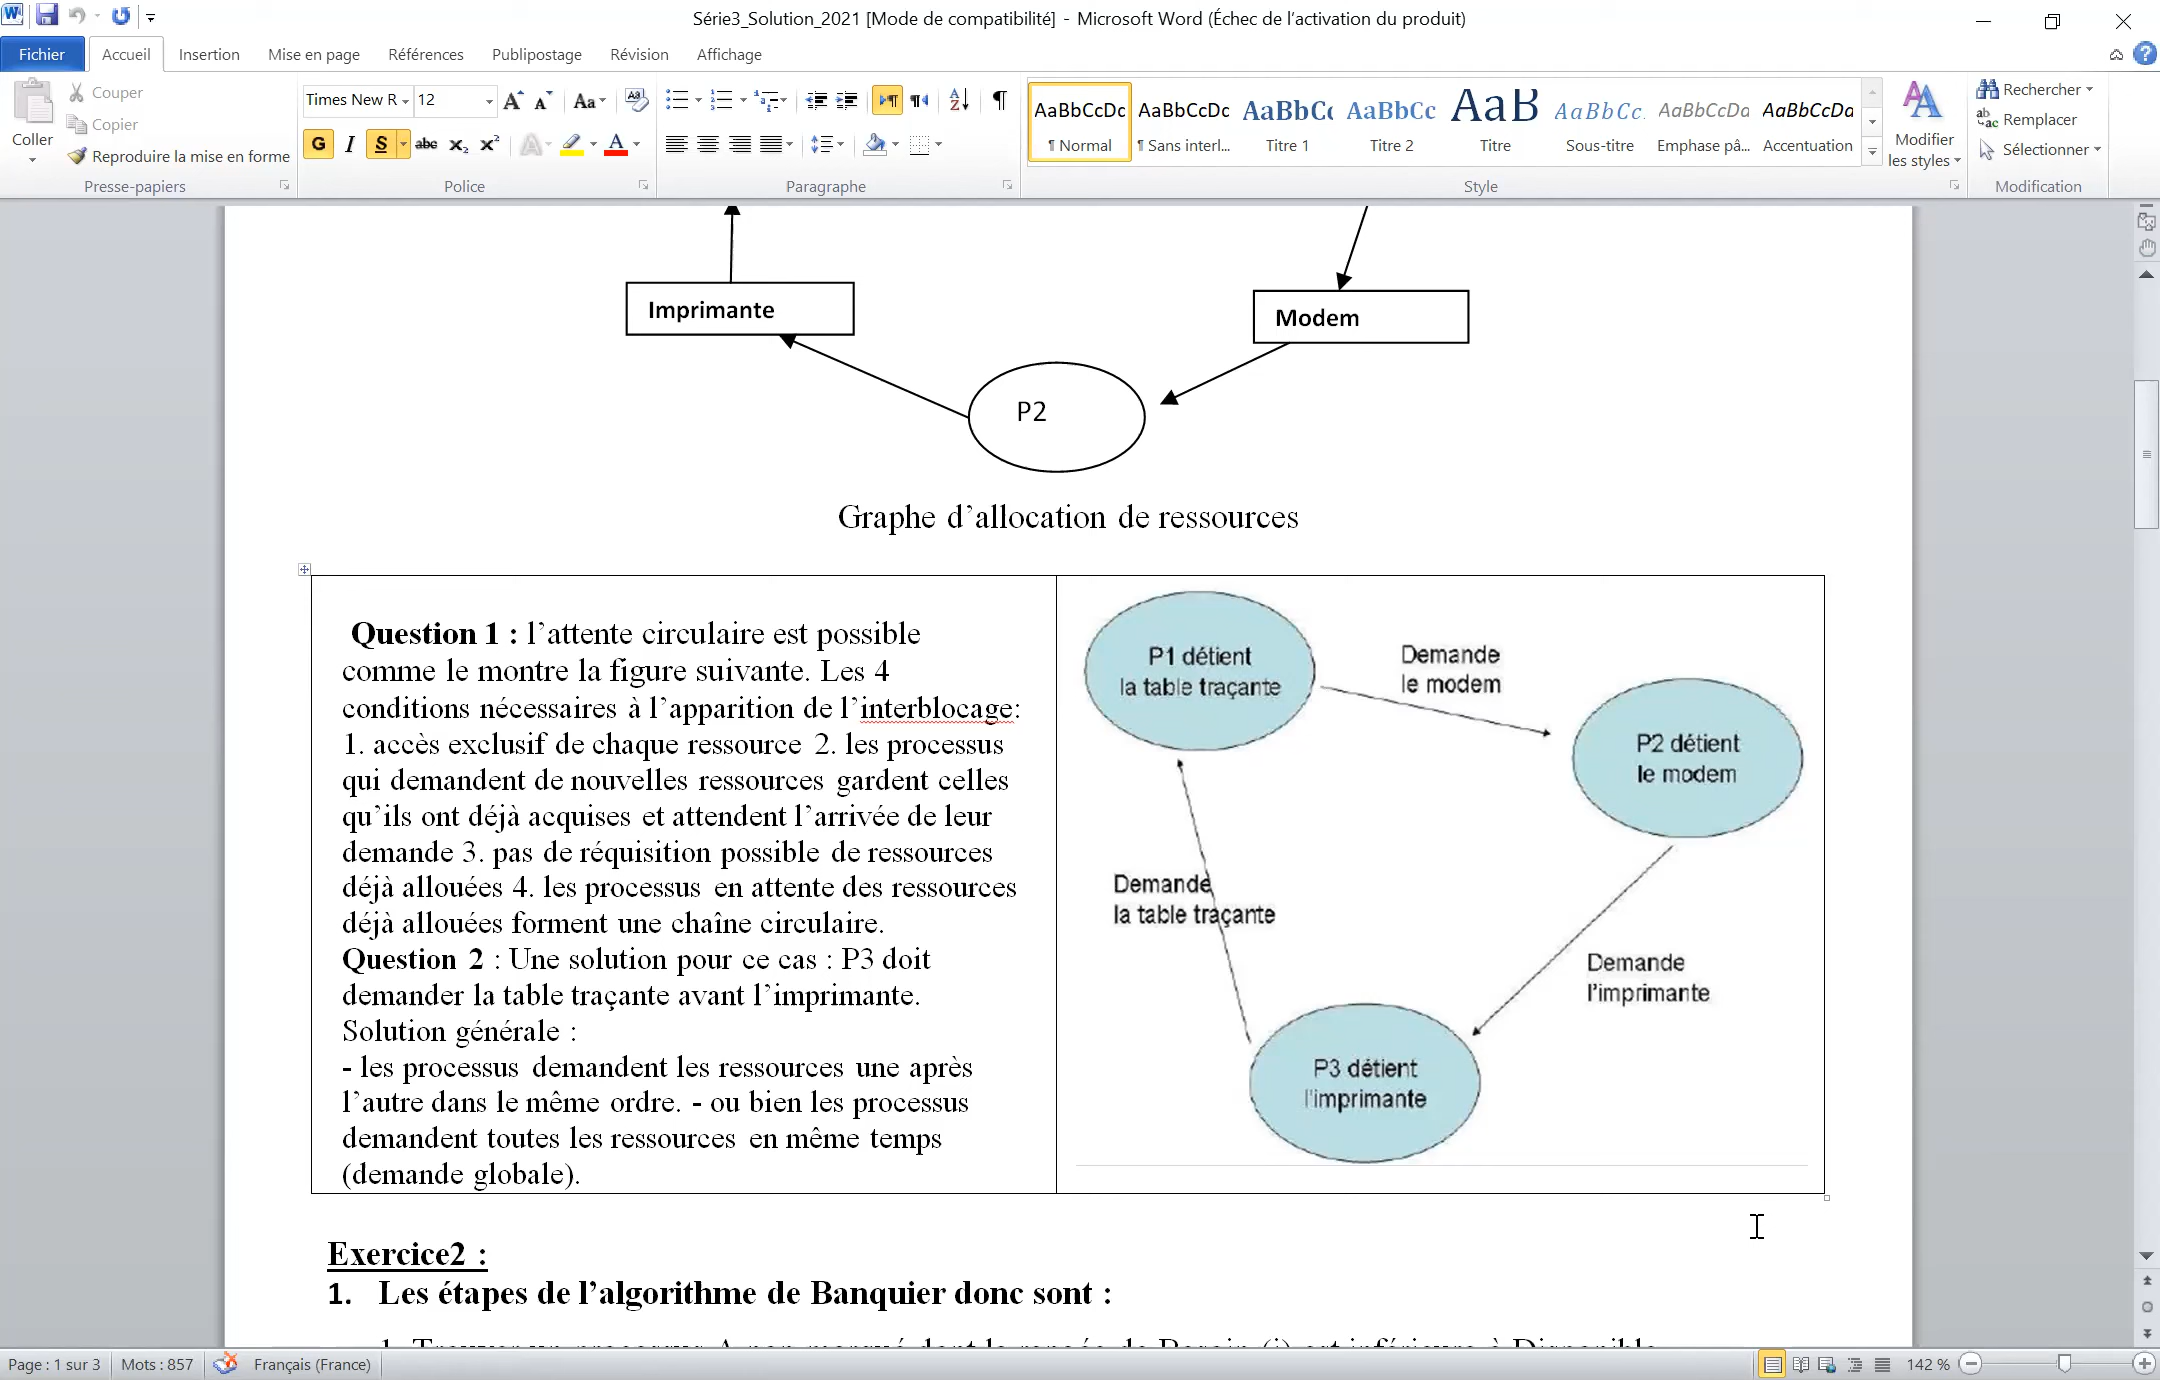 Série3_Solution_2021 [Mode de compatibilité] - Microsoft Word (Échec de l'activation du produit)
Fichier Accueil Insertion Mise en page Références Publipostage Révision Affichage
Coller
Couper
Copier
Reproduire la mise en forme
Presse-papiers
Times New R 12
Police
Paragraphe
AaBbCcDc AaBbCcDc AaBbC AaBbCc AaB AaBbCc. AaBbCcDa AaBbCcDa
¶ Normal ¶ Sans interl... Titre 1 Titre 2 Titre Sous-titre Emphase pâ... Accentuation
Style
Modifier
les styles
Rechercher
Remplacer
Sélectionner
Modification
Imprimante
Modem
P2
Graphe d’allocation de ressources
Question 1 : l’attente circulaire est possible
comme le montre la figure suivante. Les 4
conditions nécessaires à l’apparition de l’interblocage:
1. accès exclusif de chaque ressource 2. les processus
qui demandent de nouvelles ressources gardent celles
qu’ils ont déjà acquises et attendent l’arrivée de leur
demande 3. pas de réquisition possible de ressources
déjà allouées 4. les processus en attente des ressources
déjà allouées forment une chaîne circulaire.
Question 2 : Une solution pour ce cas : P3 doit
demander la table traçante avant l’imprimante.
Solution générale :
- les processus demandent les ressources une après
l’autre dans le même ordre. - ou bien les processus
demandent toutes les ressources en même temps
(demande globale).
P1 détient
la table traçante
Demande
le modem
P2 détient
le modem
Demande
la table traçante
Demande
l'imprimante
P3 détient
l'imprimante
Exercice2 :
1. Les étapes de l’algorithme de Banquier donc sont :
Page : 1 sur 3 Mots : 857 Français (France) 142 %